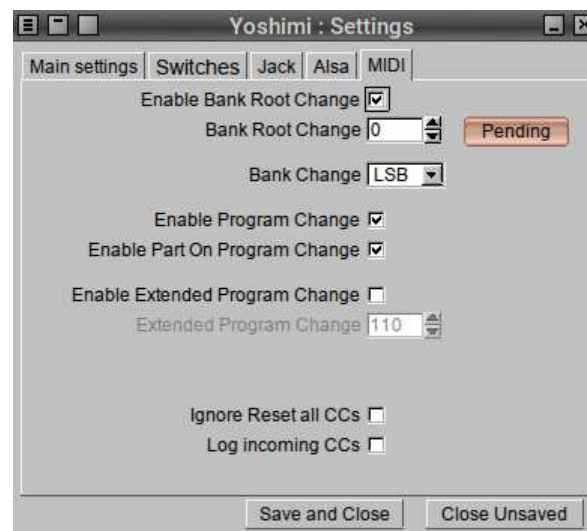 Yoshimi : Settings
Main settings Switches Jack Alsa MIDI
Enable Bank Root Change
Bank Root Change 0 Pending
Bank Change LSB
Enable Program Change
Enable Part On Program Change
Enable Extended Program Change
Extended Program Change 110
Ignore Reset all CCs
Log incoming CCs
Save and Close Close Unsaved